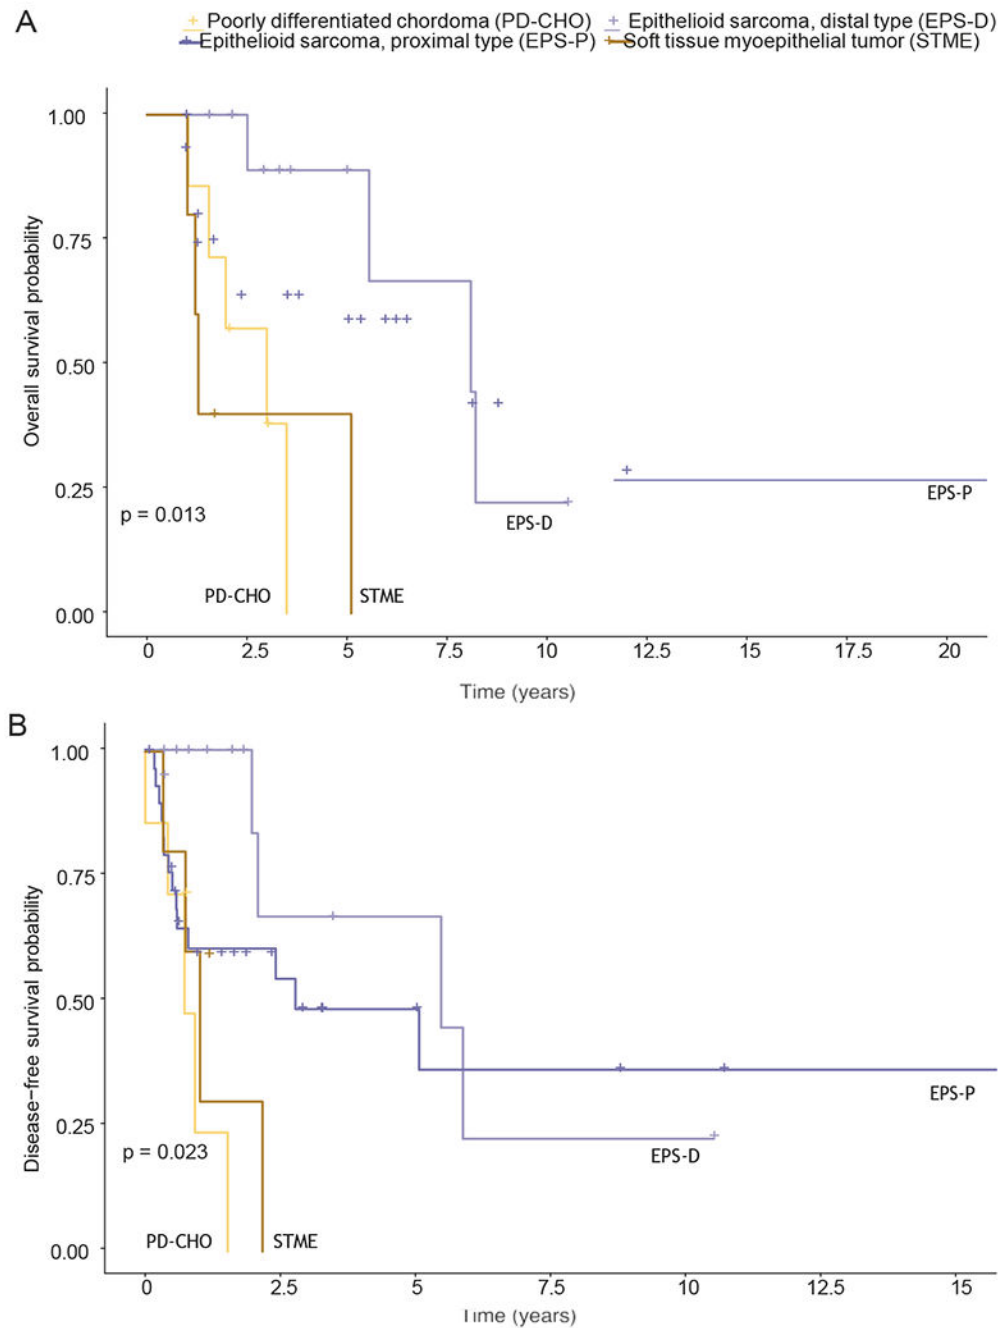 A
Poorly differentiated chordoma (PD-CHO) Epithelioid sarcoma, distal type (EPS-D)
Epithelioid sarcoma, proximal type (EPS-P) Soft tissue myoepithelial tumor (STME)
1.00
0.75
0.50
0.25
0.00
Overall survival probability
p = 0.013
PD-CHO
STME
EPS-D
EPS-P
0 2.5 5 7.5 10 12.5 15 17.5 20
Time (years)
B
1.00
0.75
0.50
0.25
0.00
Disease-free survival probability
p = 0.023
PD-CHO
STME
EPS-D
EPS-P
0 2.5 5 7.5 10 12.5 15
Time (years)